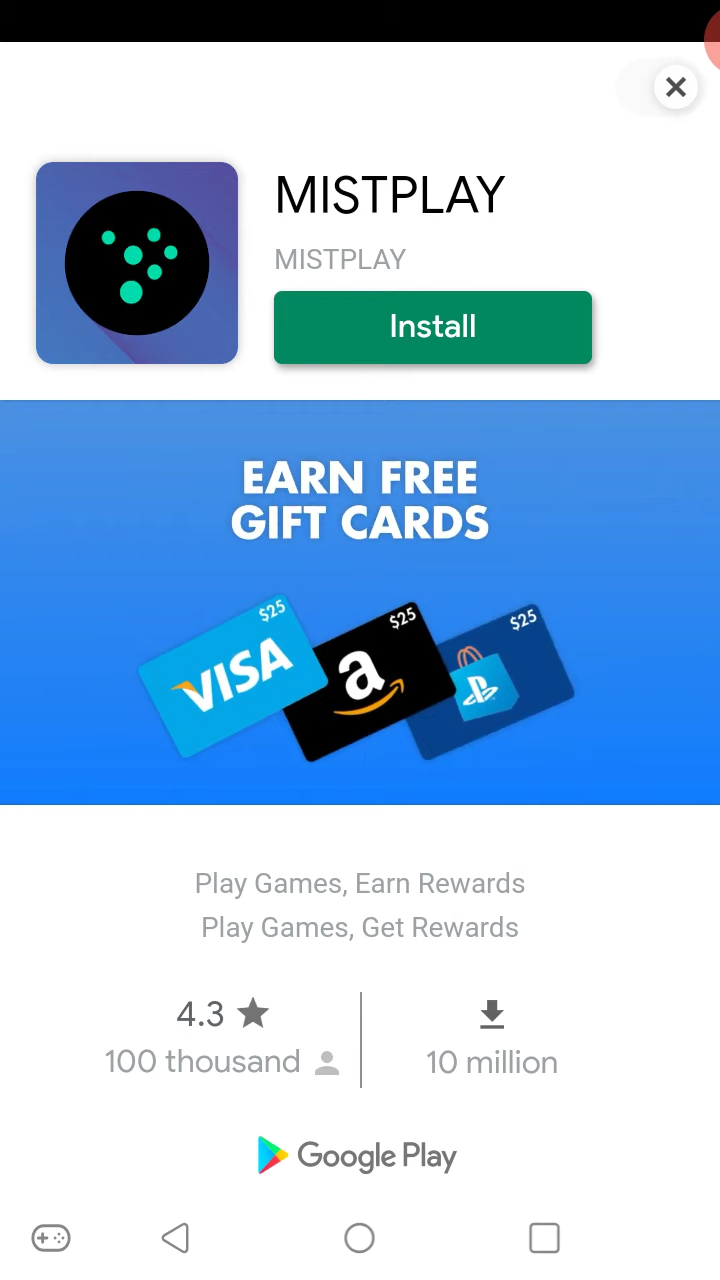 MISTPLAY
MISTPLAY
Install
EARN FREE
GIFT CARDS
$25
VISA
$25
a
$25
Play Games, Earn Rewards
Play Games, Get Rewards
4.3
100 thousand
10 million
Google Play